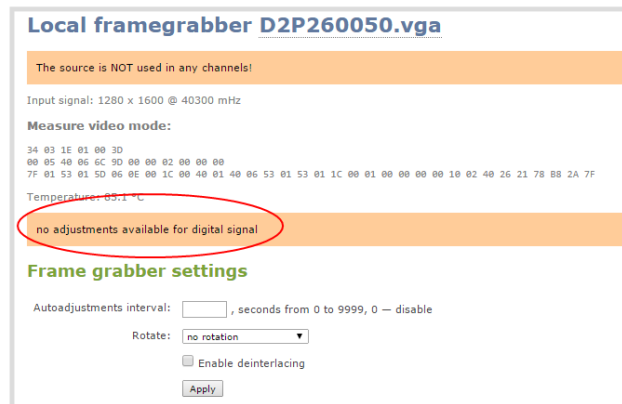 Local framegrabber D2P260050.vga
The source is NOT used in any channels!
Input signal: 1280 x 1600 @ 40300 mHz
Measure video mode:
34 03 1E 01 00 3D
00 05 40 06 6C 9D 00 00 02 00 00 00
7F 01 53 01 5D 06 0E 00 1C 00 40 01 40 06 53 01 53 01 1C 00 01 00 00 00 00 10 02 40 26 21 78 B8 2A 7F
Temperature: 85.1 °C
no adjustments available for digital signal
Frame grabber settings
Autoadjustments interval: , seconds from 0 to 9999, 0 — disable
Rotate: no rotation
Enable deinterlacing
Apply